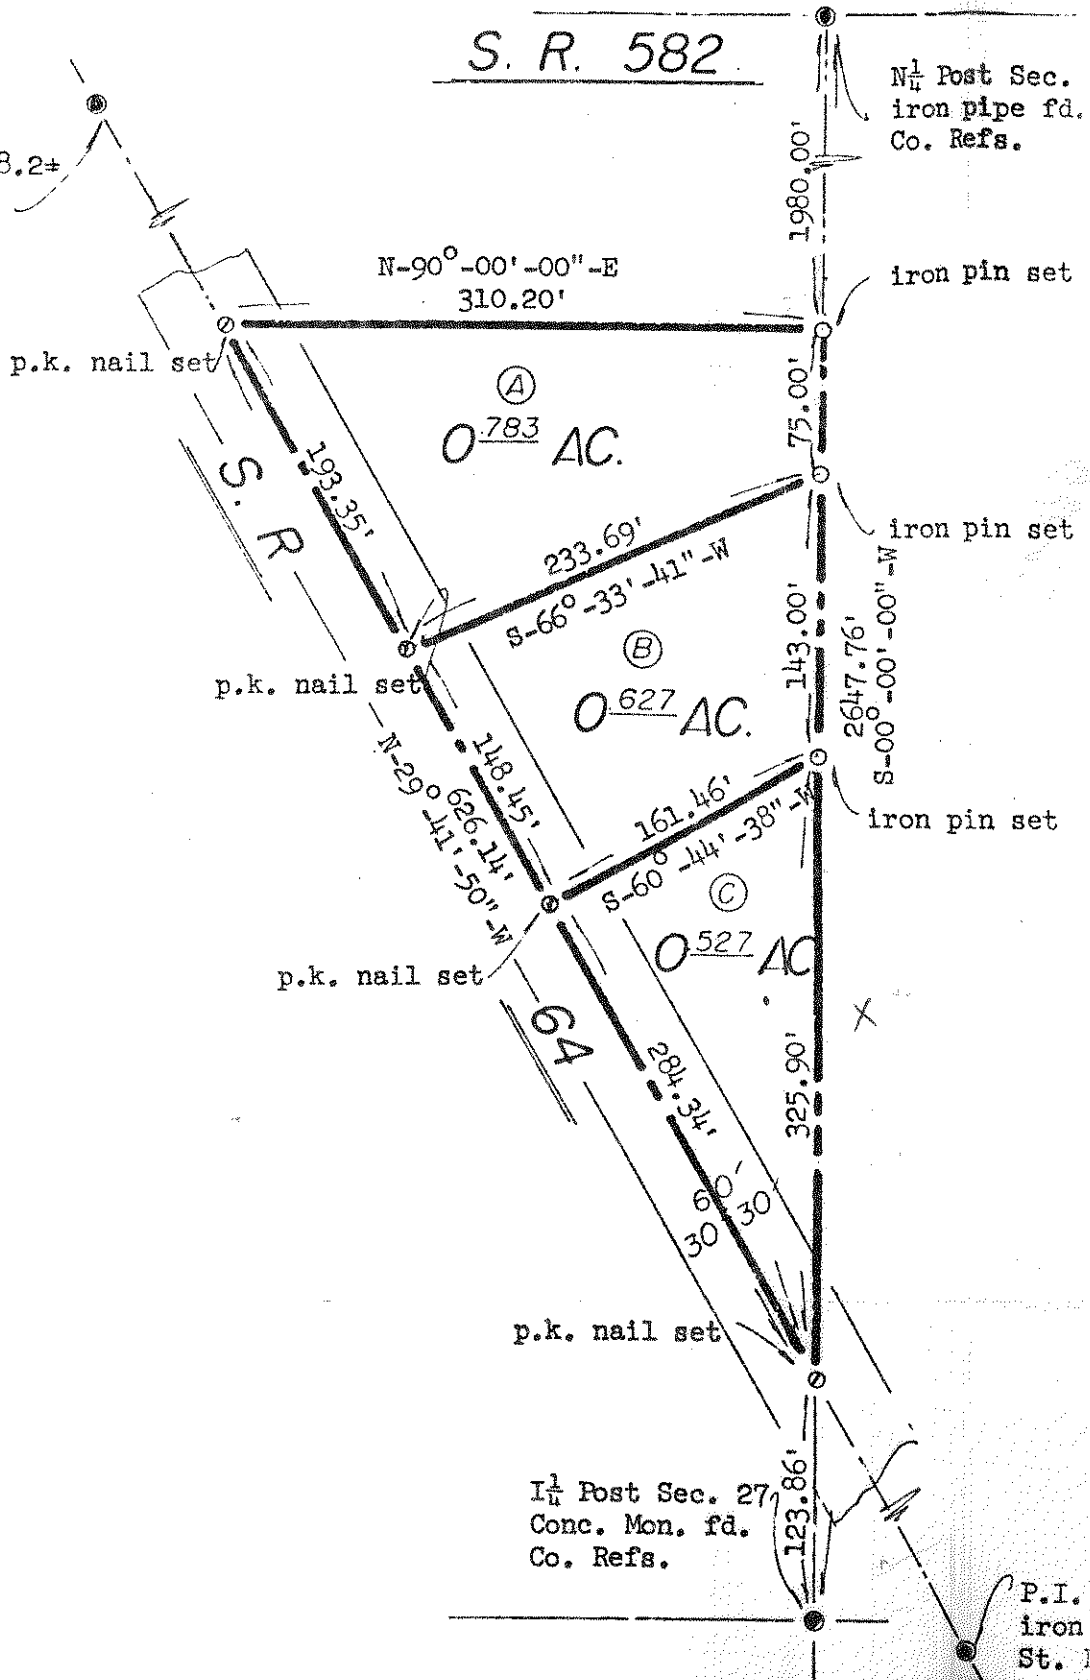 S. R. 582
N¼ Post Sec.
iron pipe fd.
Co. Refs.
8.2±
1980.00'
N-90°-00'-00"-E
310.20'
iron pin set
p.k. nail set
A
0.783 AC.
75.00'
S. R
193.35'
iron pin set
233.69'
S-66°-33'-41"-W
B
0.627 AC.
143.00'
2647.76'
S-00°-00'-00"-W
p.k. nail set
148.45'
626.14'
N-29°-41'-50"-W
iron pin set
161.46'
S-60°-44'-38"-W
C
0.527 AC
p.k. nail set
64
X
284.34'
325.90'
60'
30' 30'
p.k. nail set
123.86'
I¼ Post Sec. 27
Conc. Mon. fd.
Co. Refs.
P.I.
iron
St.